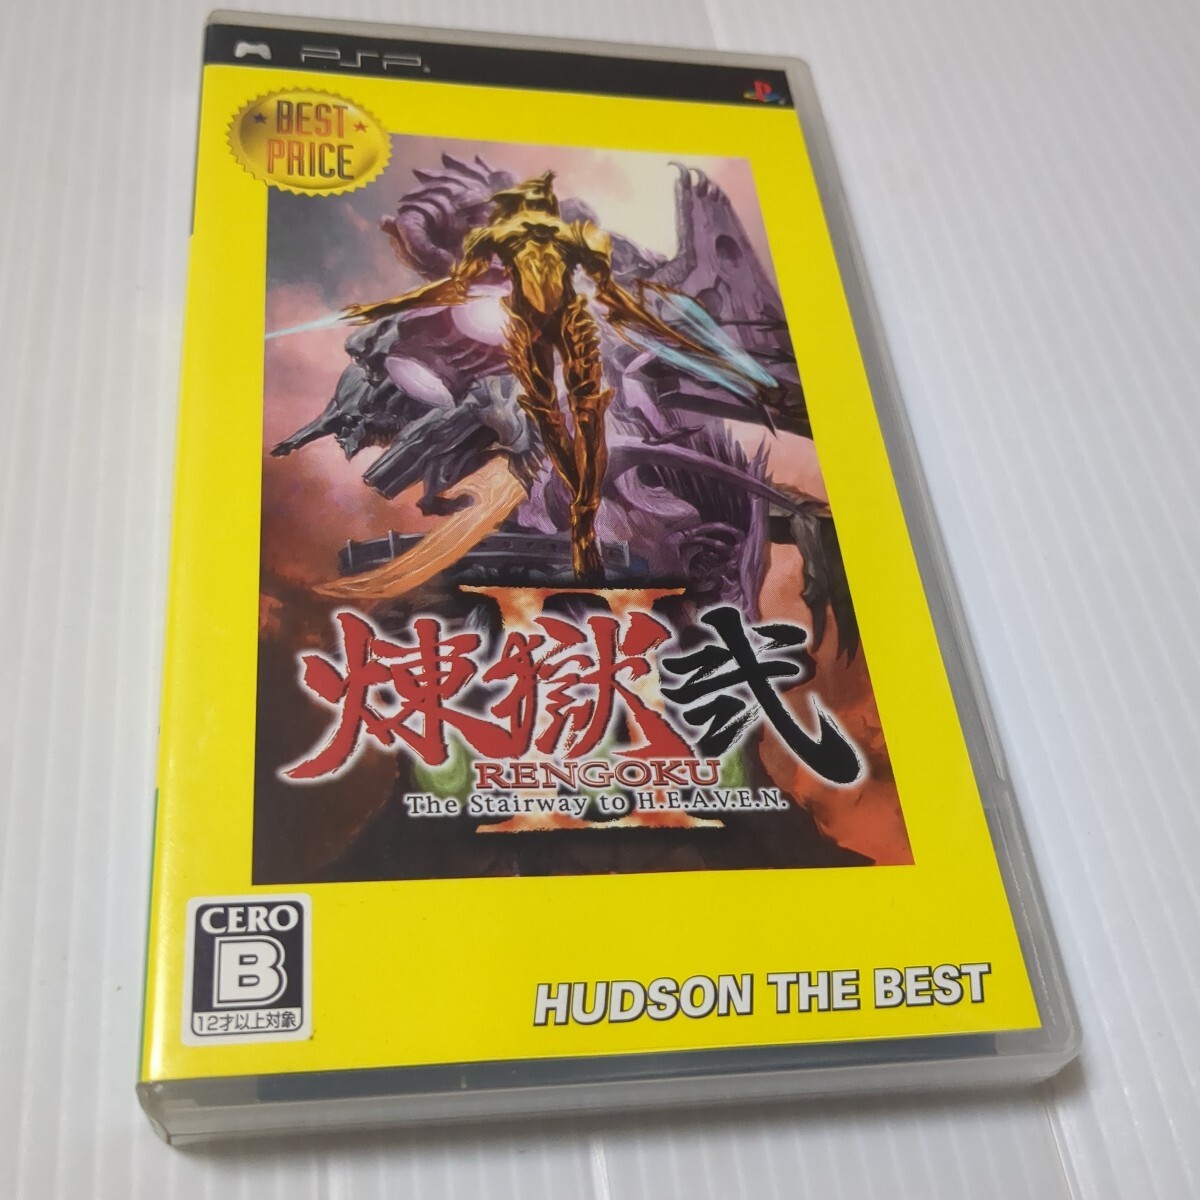 PSP
BEST
PRICE
II
煉獄弐
RENGOKU
The Stairway to H.E.A.V.E.N.
CERO
B
12才以上対象
HUDSON THE BEST